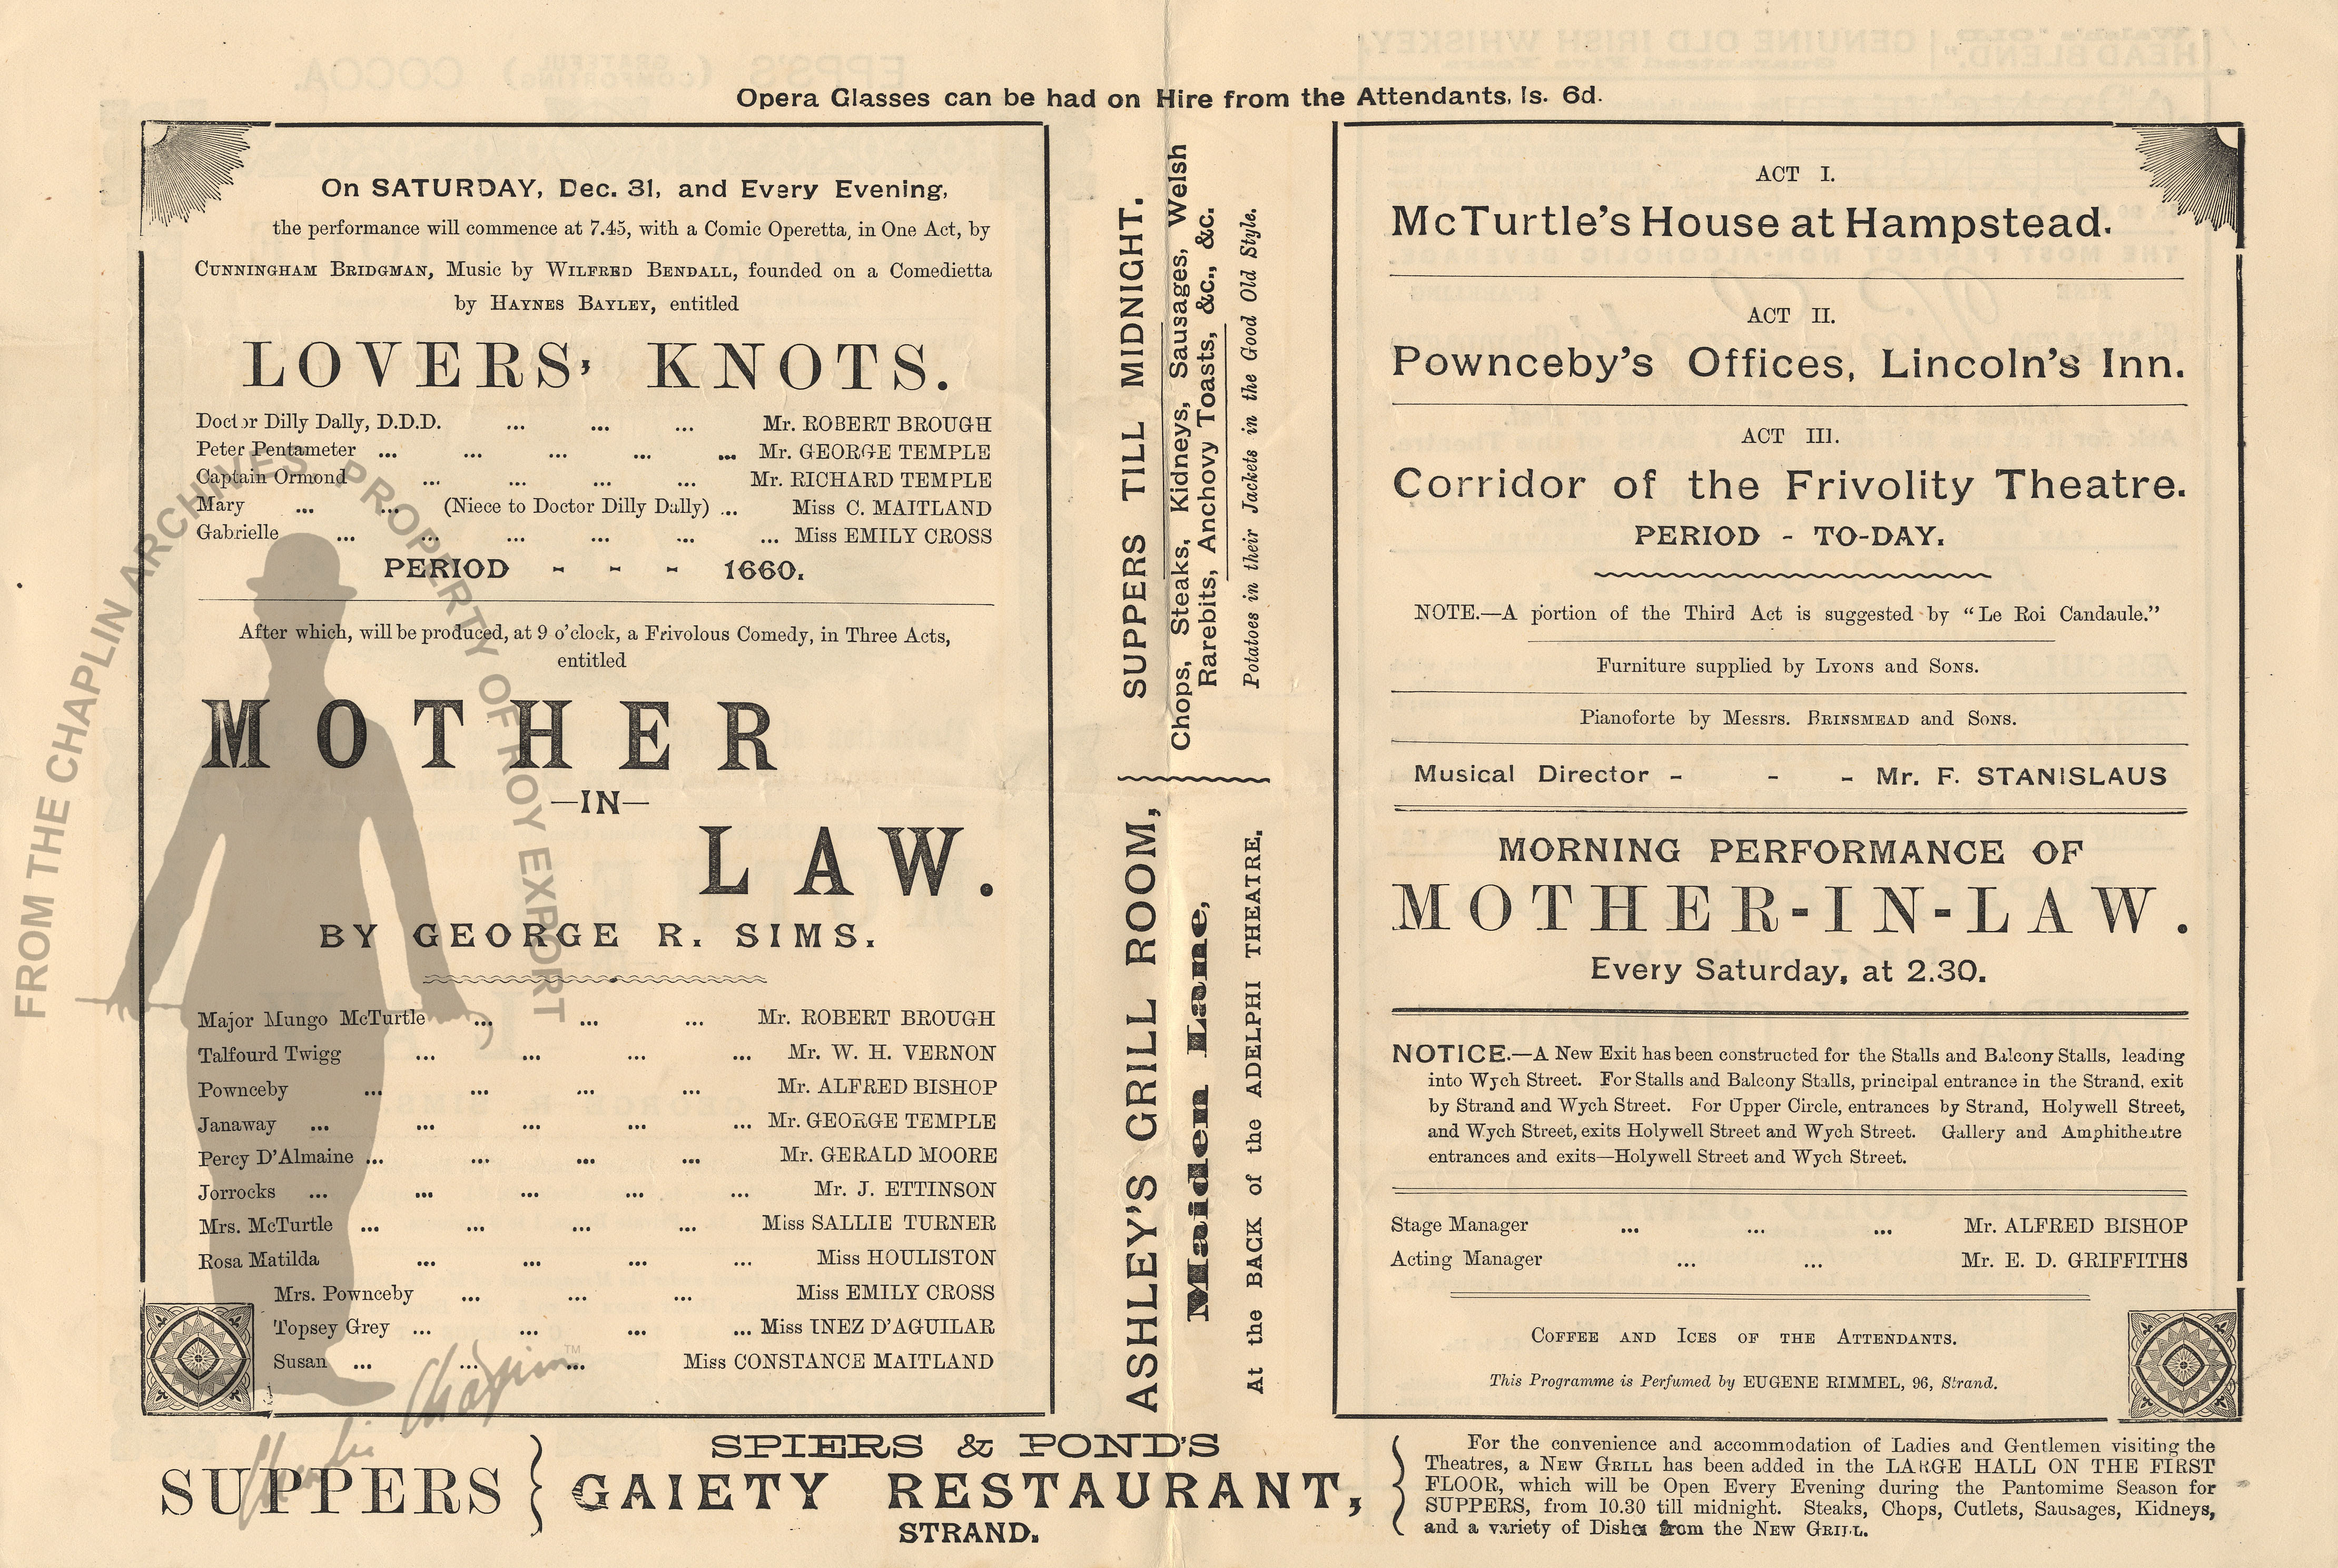 Opera Glasses can be had on Hire from the Attendants, 1s. 6d.
On SATURDAY, Dec. 31, and Every Evening,
the performance will commence at 7.45, with a Comic Operetta, in One Act, by
CUNNINGHAM BRIDGMAN, Music by WILFRED BENDALL, founded on a Comedietta
by HAYNES BAYLEY, entitled
LOVERS' KNOTS.
Doctor Dilly Dally, D.D.D. ... ... ... Mr. ROBERT BROUGH
Peter Pentameter ... ... ... ... ... Mr. GEORGE TEMPLE
Captain Ormond ... ... ... ... Mr. RICHARD TEMPLE
Mary ... ... (Niece to Doctor Dilly Dally) ... Miss C. MAITLAND
Gabrielle ... ... ... ... ... ... Miss EMILY CROSS
PERIOD - - - 1660.
After which, will be produced, at 9 o'clock, a Frivolous Comedy, in Three Acts,
entitled
MOTHER
—IN—
LAW.
BY GEORGE R. SIMS.
Major Mungo McTurtle ... ... ... Mr. ROBERT BROUGH
Talfourd Twigg ... ... ... ... Mr. W. H. VERNON
Pownceby ... ... ... ... Mr. ALFRED BISHOP
Janaway ... ... ... ... ... Mr. GEORGE TEMPLE
Percy D'Almaine ... ... ... ... Mr. GERALD MOORE
Jorrocks ... ... ... ... ... Mr. J. ETTINSON
Mrs. McTurtle ... ... ... ... Miss SALLIE TURNER
Rosa Matilda ... ... ... ... Miss HOULISTON
Mrs. Pownceby ... ... ... Miss EMILY CROSS
Topsey Grey ... ... ... ... Miss INEZ D'AGUILAR
Susan ... ... ... Miss CONSTANCE MAITLAND
SUPPERS TILL MIDNIGHT.
Chops, Steaks, Kidneys, Sausages, Welsh
Rarebits, Anchovy Toasts, &c., &c.
Potatoes in their Jackets in the Good Old Style.
ASHLEY'S GRILL ROOM,
Maiden Lane,
At the BACK of the ADELPHI THEATRE.
ACT I.
McTurtle's House at Hampstead.
ACT II.
Pownceby's Offices, Lincoln's Inn.
ACT III.
Corridor of the Frivolity Theatre.
PERIOD - TO-DAY.
NOTE.—A portion of the Third Act is suggested by "Le Roi Candaule."
Furniture supplied by LYONS and SONS.
Pianoforte by Messrs. BRINSMEAD and SONS.
Musical Director - - - Mr. F. STANISLAUS
MORNING PERFORMANCE OF
MOTHER-IN-LAW.
Every Saturday, at 2.30.
NOTICE.—A New Exit has been constructed for the Stalls and Balcony Stalls, leading
into Wych Street. For Stalls and Balcony Stalls, principal entrance in the Strand, exit
by Strand and Wych Street. For Upper Circle, entrances by Strand, Holywell Street,
and Wych Street, exits Holywell Street and Wych Street. Gallery and Amphitheatre
entrances and exits—Holywell Street and Wych Street.
Stage Manager ... ... ... Mr. ALFRED BISHOP
Acting Manager ... ... Mr. E. D. GRIFFITHS
COFFEE AND ICES OF THE ATTENDANTS.
This Programme is Perfumed by EUGENE RIMMEL, 96, Strand.
SUPPERS
SPIERS & POND'S
GAIETY RESTAURANT,
STRAND.
For the convenience and accommodation of Ladies and Gentlemen visiting the
Theatres, a NEW GRILL has been added in the LARGE HALL ON THE FIRST
FLOOR, which will be Open Every Evening during the Pantomime Season for
SUPPERS, from 10.30 till midnight. Steaks, Chops, Cutlets, Sausages, Kidneys,
and a variety of Dishes from the NEW GRILL.
FROM THE CHAPLIN ARCHIVES. PROPERTY OF ROY EXPORT
Charlie Chaplin™